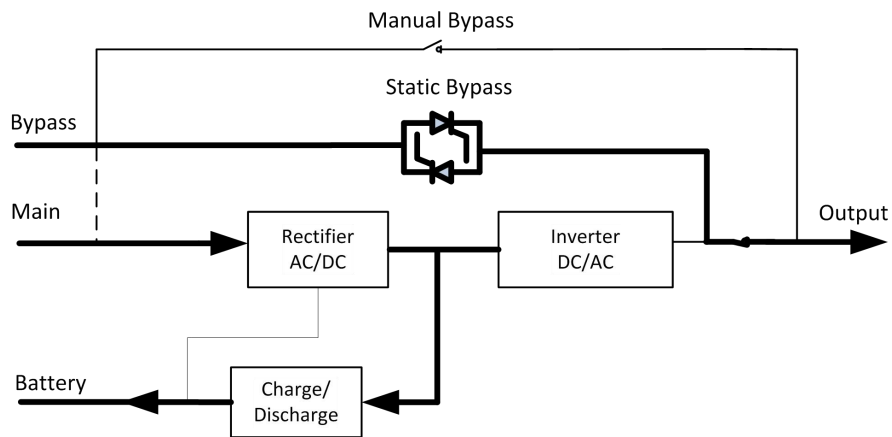 Manual Bypass
Static Bypass
Bypass
Main
Rectifier
AC/DC
Inverter
DC/AC
Output
Battery
Charge/
Discharge